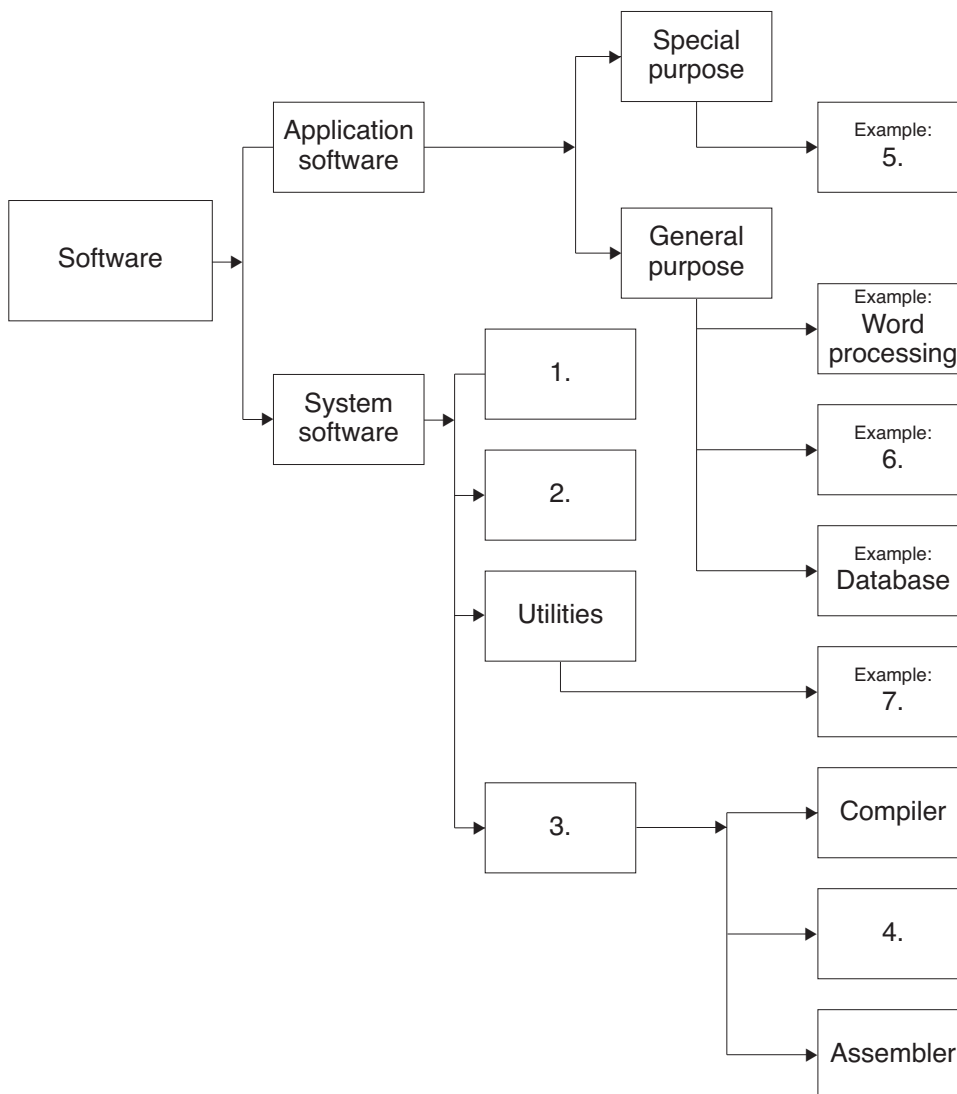 Special
purpose
Application
software
Example:
5.
Software
General
purpose
Example:
Word
processing
1.
System
software
Example:
6.
2.
Example:
Database
Utilities
Example:
7.
3.
Compiler
4.
Assembler